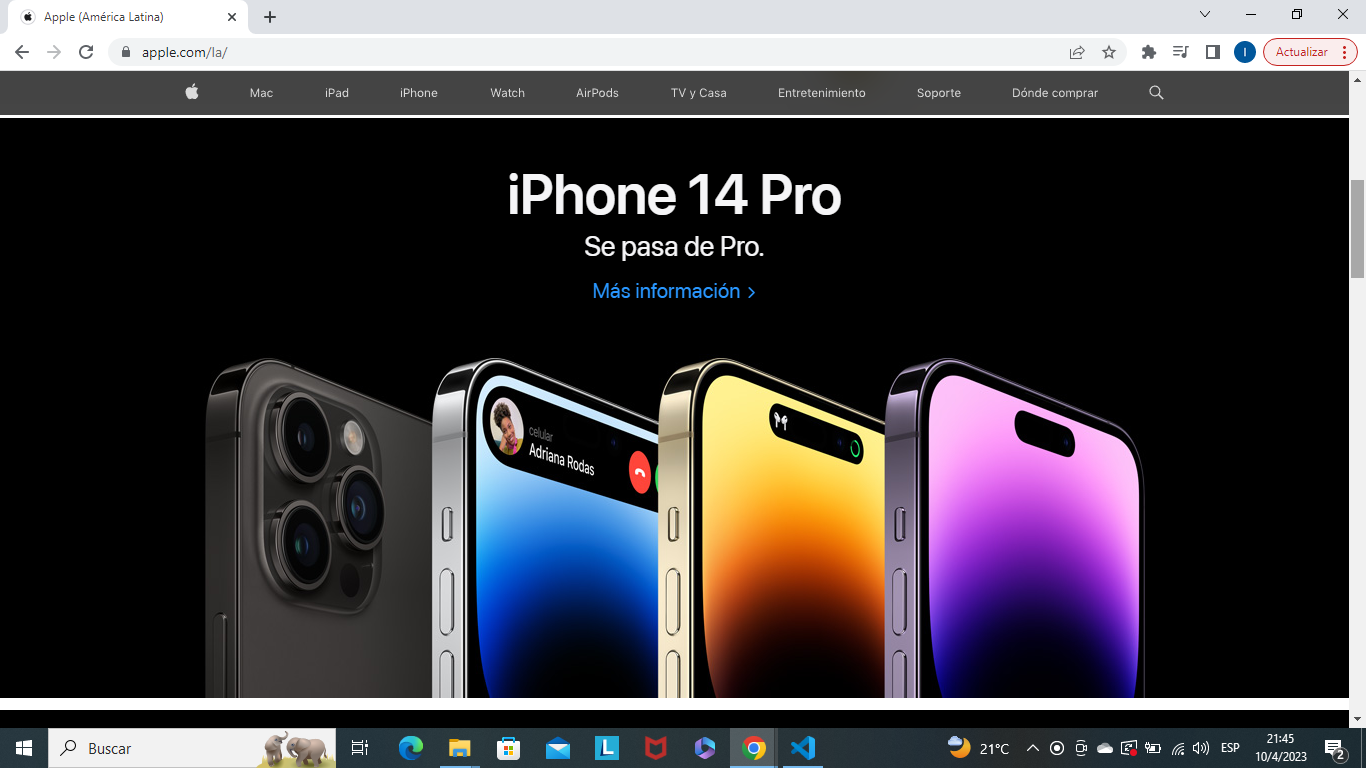 Apple (América Latina)
apple.com/la/
I
Actualizar
Mac
iPad
iPhone
Watch
AirPods
TV y Casa
Entretenimiento
Soporte
Dónde comprar
iPhone 14 Pro
Se pasa de Pro.
Más información >
celular
Adriana Rodas
Buscar
L
21°C
ESP
21:45
10/4/2023
2